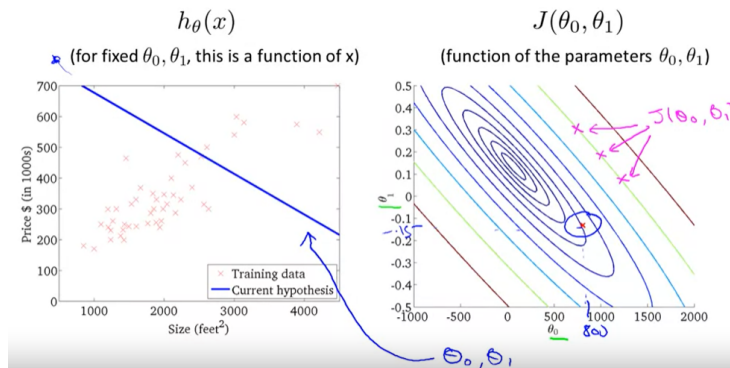 h_θ(x)
(for fixed θ₀, θ₁, this is a function of x)
700
600
500
400
300
200
100
0
Price $ (in 1000s)
1000
2000
3000
4000
Size (feet²)
Training data
Current hypothesis
θ₀, θ₁
J(θ₀, θ₁)
(function of the parameters θ₀, θ₁)
0.5
0.4
0.3
0.2
0.1
0
-0.1
-0.2
-0.3
-0.4
-0.5
θ₁
-.15
J(θ₀, θ₁)
-1000
-500
0
500
1000
1500
2000
θ₀
800